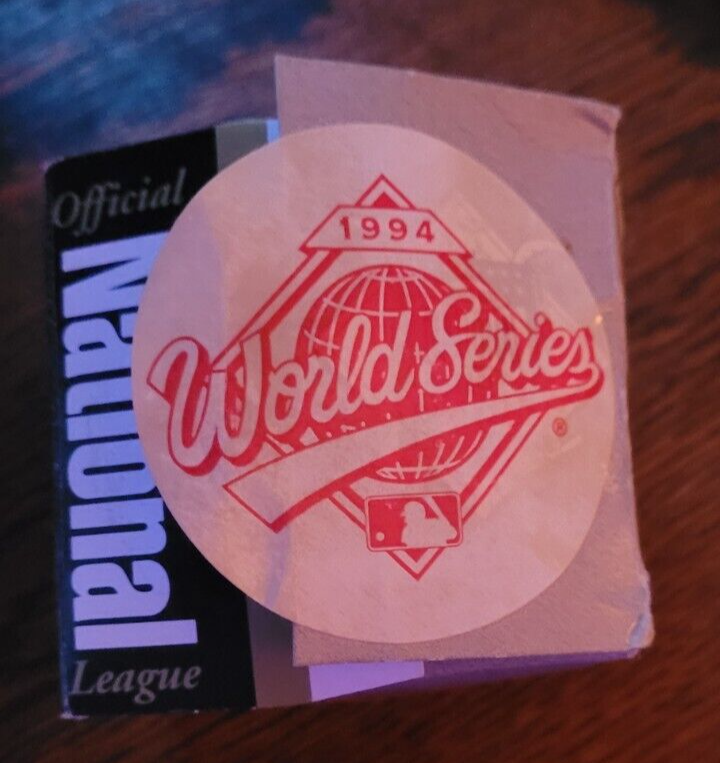 Official
National
League
1994
World Series
®